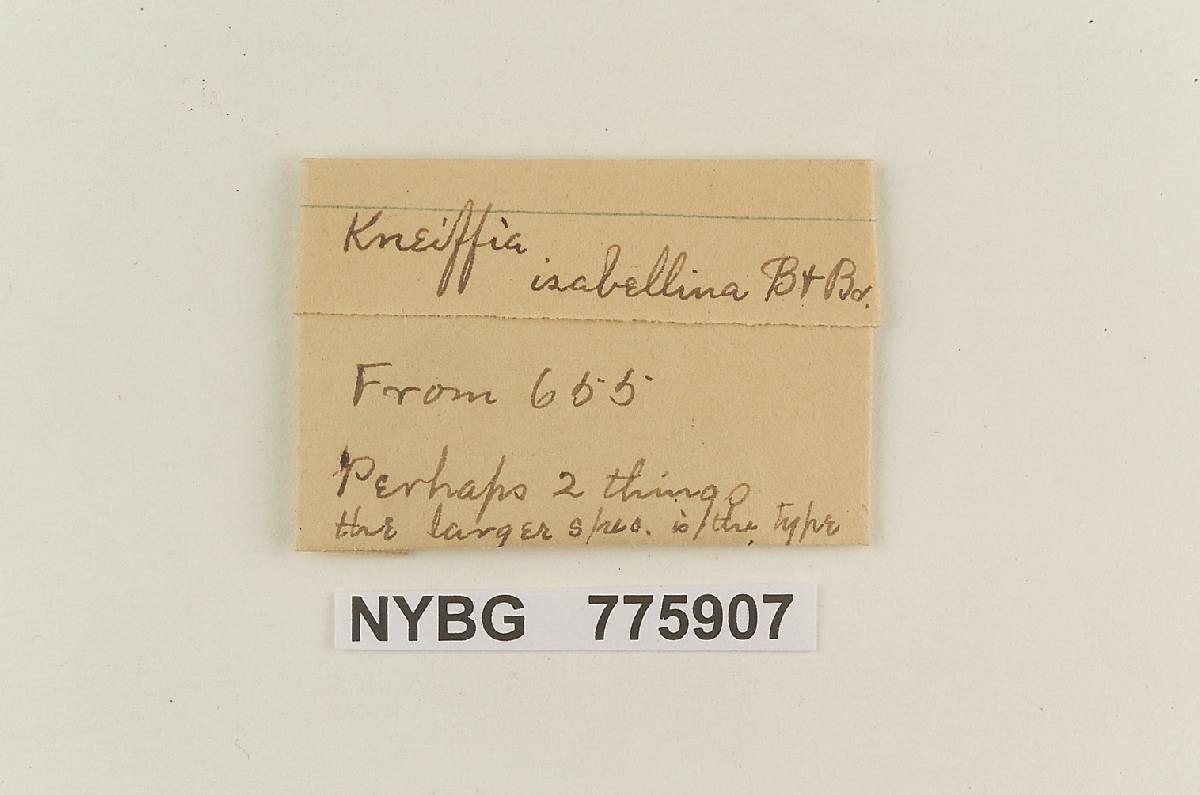 Kneiffia
isabellina B + Br.
From 655
Perhaps 2 things
the larger spec. is the type
NYBG 775907